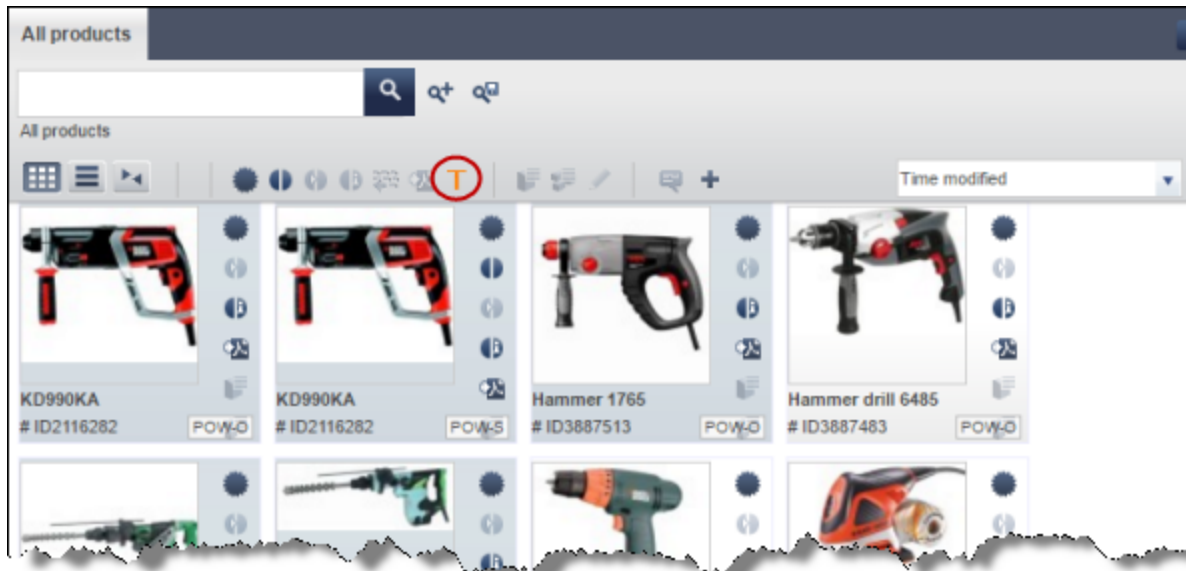 All products
All products
T
Time modified
KD990KA
# ID2116282
POW-O
KD990KA
# ID2116282
POW-S
Hammer 1765
# ID3887513
POW-O
Hammer drill 6485
# ID3887483
POW-O